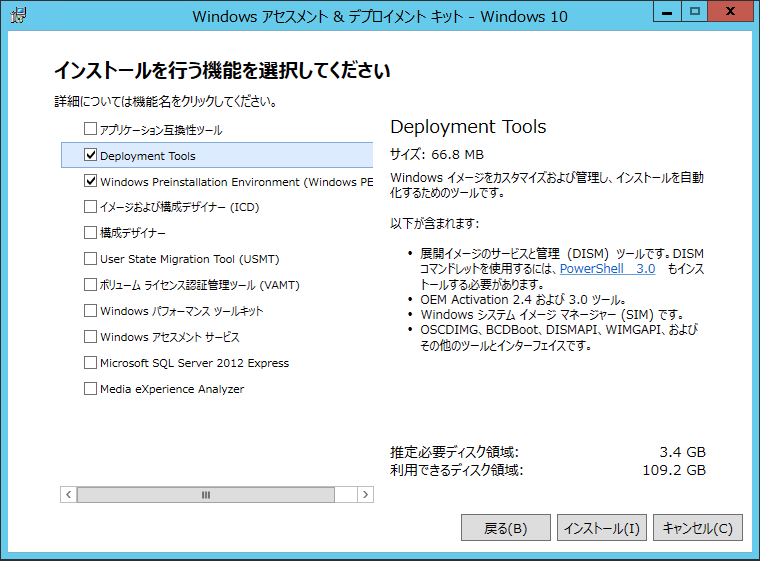 Windows アセスメント & デプロイメント キット - Windows 10
インストールを行う機能を選択してください
詳細については機能名をクリックしてください。
アプリケーション互換性ツール
Deployment Tools
Windows Preinstallation Environment (Windows PE
イメージおよび構成デザイナー (ICD)
構成デザイナー
User State Migration Tool (USMT)
ボリューム ライセンス認証管理ツール (VAMT)
Windows パフォーマンス ツールキット
Windows アセスメント サービス
Microsoft SQL Server 2012 Express
Media eXperience Analyzer
Deployment Tools
サイズ: 66.8 MB
Windows イメージをカスタマイズおよび管理し、インストールを自動
化するためのツールです。
以下が含まれます:
• 展開イメージのサービスと管理 (DISM) ツールです。DISM
コマンドレットを使用するには、PowerShell 3.0 もインス
トールする必要があります。
• OEM Activation 2.4 および 3.0 ツール。
• Windows システム イメージ マネージャー (SIM) です。
• OSCDIMG、BCDBoot、DISMAPI、WIMGAPI、および
その他のツールとインターフェイスです。
推定必要ディスク領域: 3.4 GB
利用できるディスク領域: 109.2 GB
戻る(B) インストール(I) キャンセル(C)